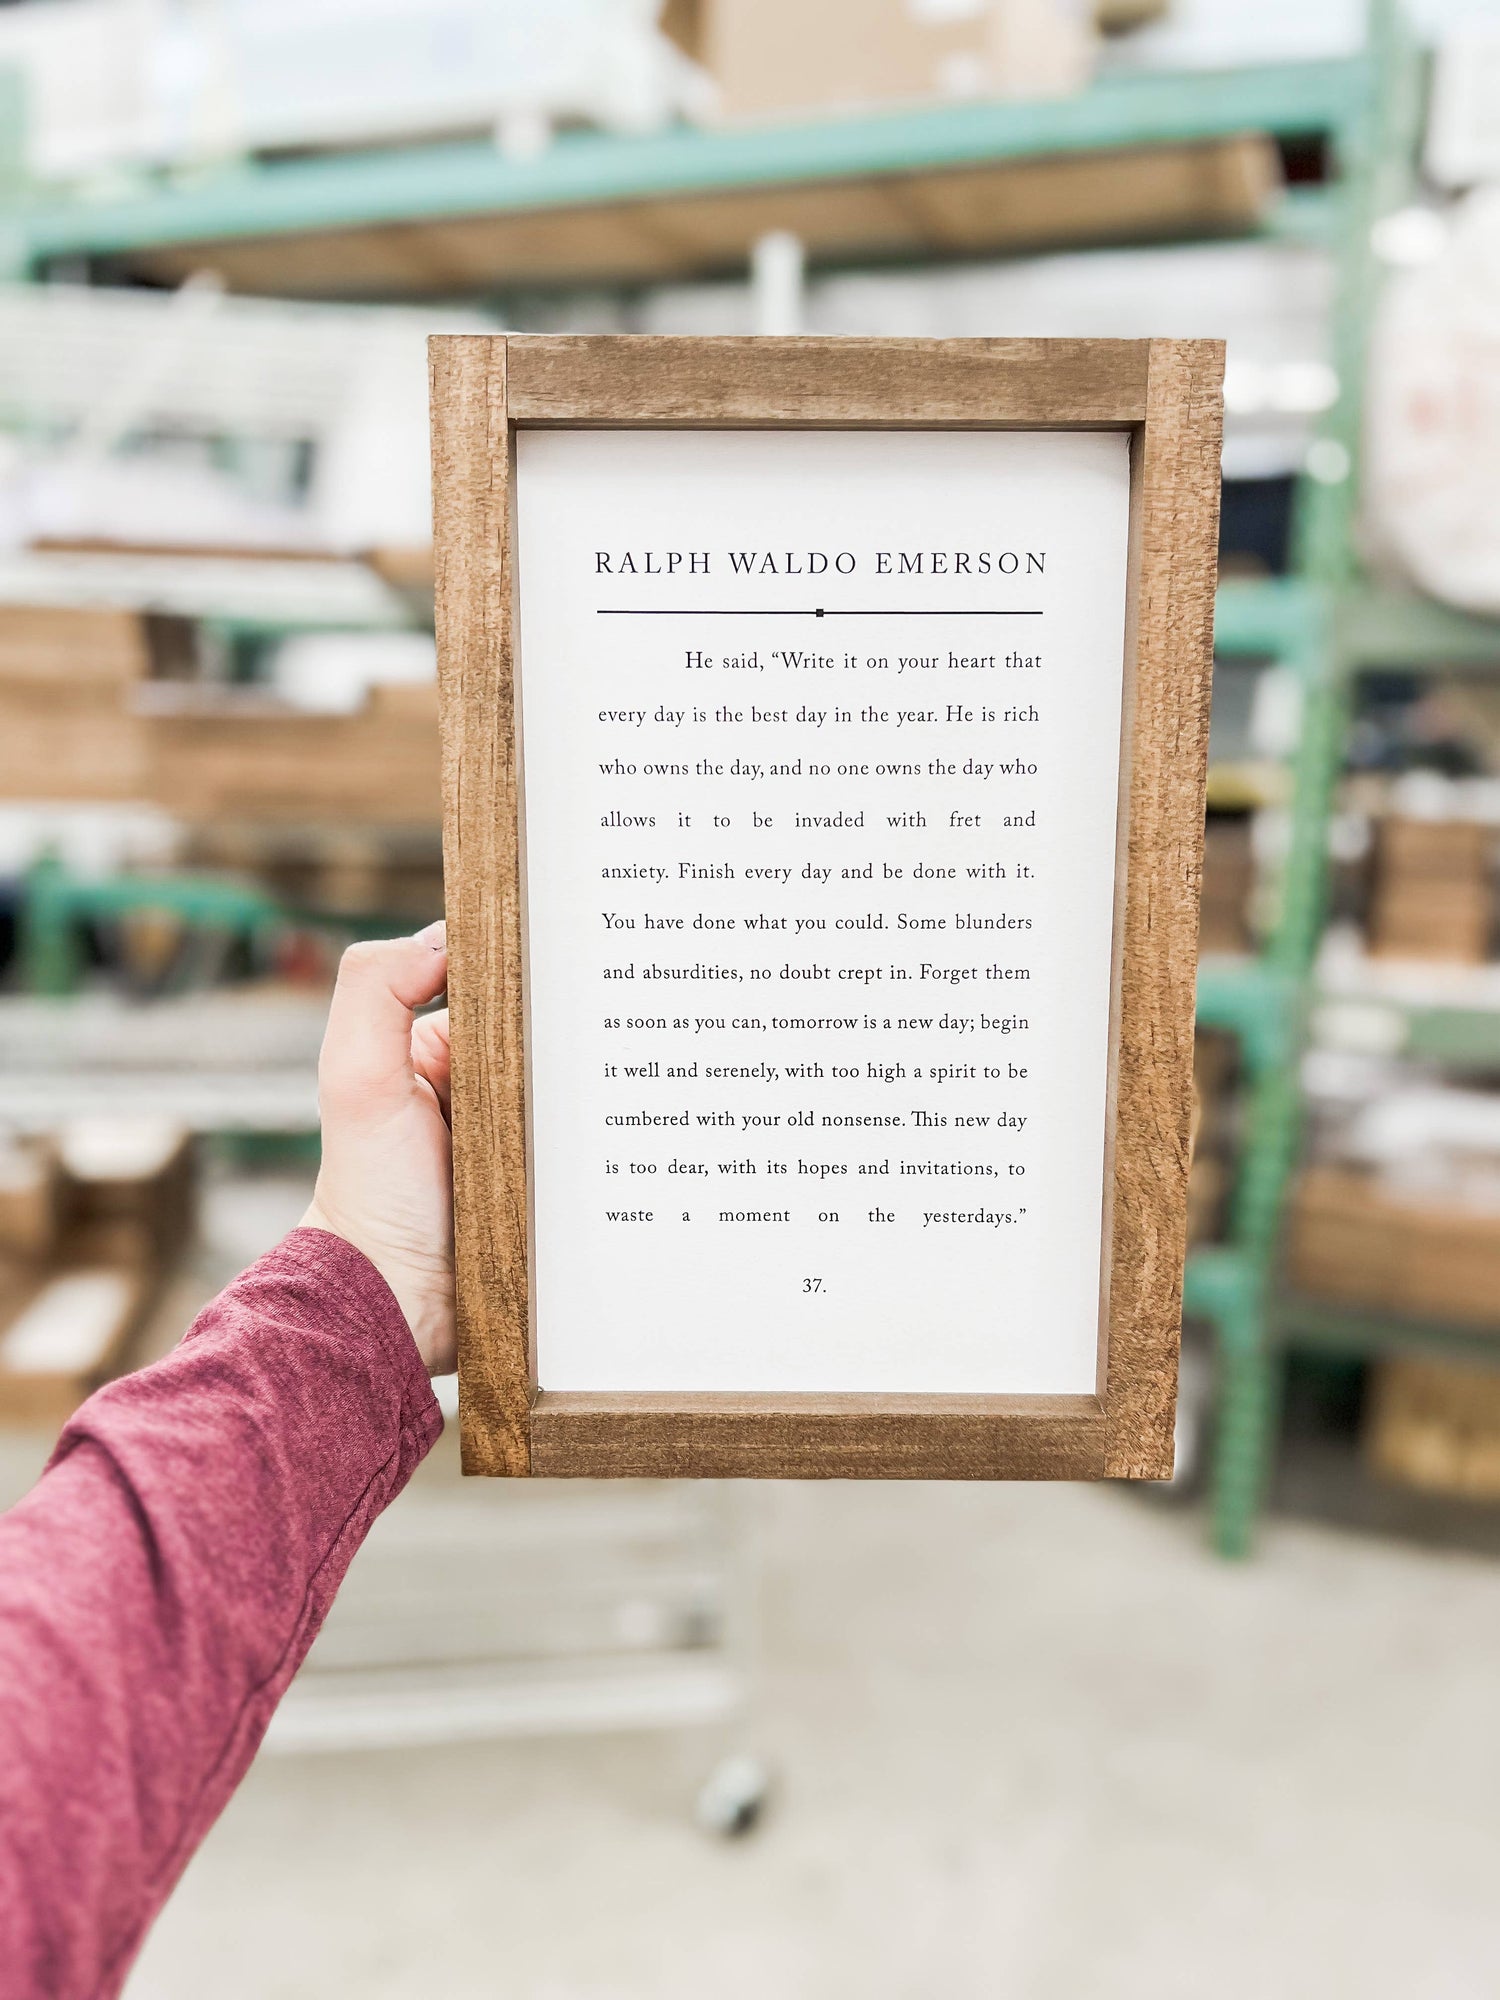 RALPH WALDO EMERSON
He said, “Write it on your heart that
every day is the best day in the year. He is rich
who owns the day, and no one owns the day who
allows it to be invaded with fret and
anxiety. Finish every day and be done with it.
You have done what you could. Some blunders
and absurdities, no doubt crept in. Forget them
as soon as you can, tomorrow is a new day; begin
it well and serenely, with too high a spirit to be
cumbered with your old nonsense. This new day
is too dear, with its hopes and invitations, to
waste a moment on the yesterdays.”
37.